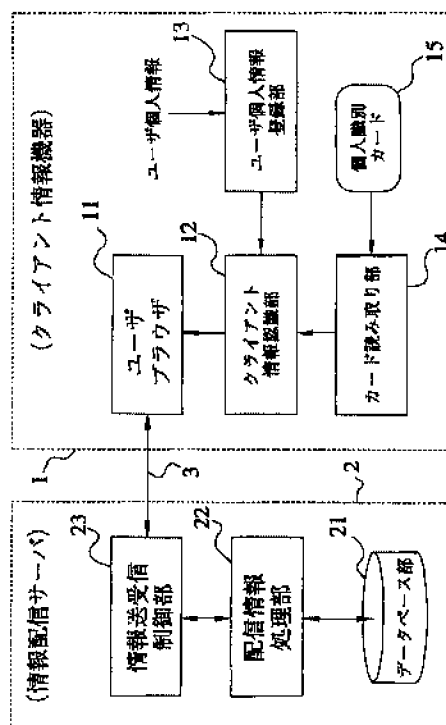 (クライアント情報機器)
1
11
ユーザ
ブラウザ
12
クライアント
情報認識部
ユーザ個人情報
13
ユーザ個人情報
登録部
14
カード読み取り部
15
個人識別
カード
3
(情報配信サーバ)
2
23
情報送受信
制御部
22
配信情報
処理部
21
データベース部